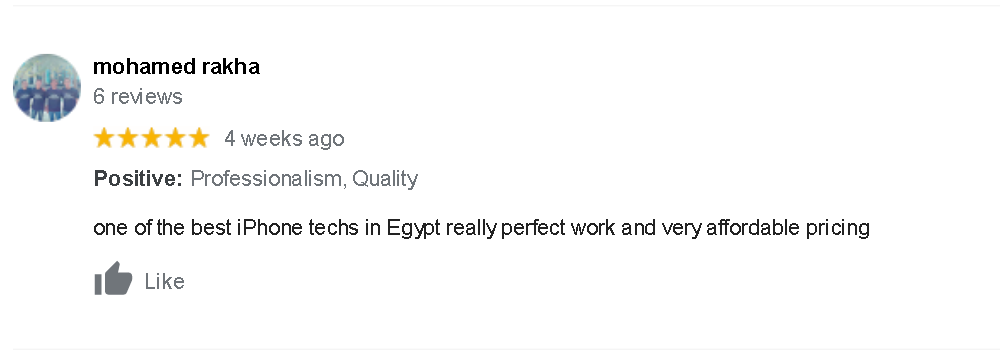 mohamed rakha
6 reviews
4 weeks ago
Positive: Professionalism, Quality
one of the best iPhone techs in Egypt really perfect work and very affordable pricing
Like